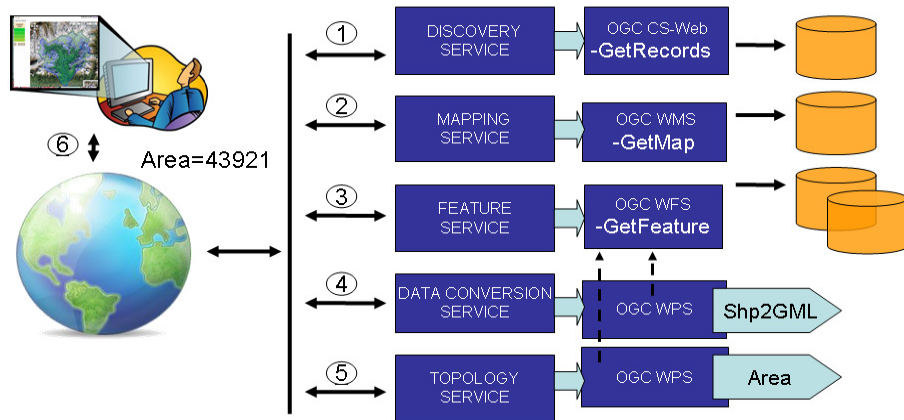 1
DISCOVERY
SERVICE
OGC CS-Web
-GetRecords
2
MAPPING
SERVICE
OGC WMS
-GetMap
6
Area=43921
3
FEATURE
SERVICE
OGC WFS
-GetFeature
4
DATA CONVERSION
SERVICE
OGC WPS
Shp2GML
5
TOPOLOGY
SERVICE
OGC WPS
Area